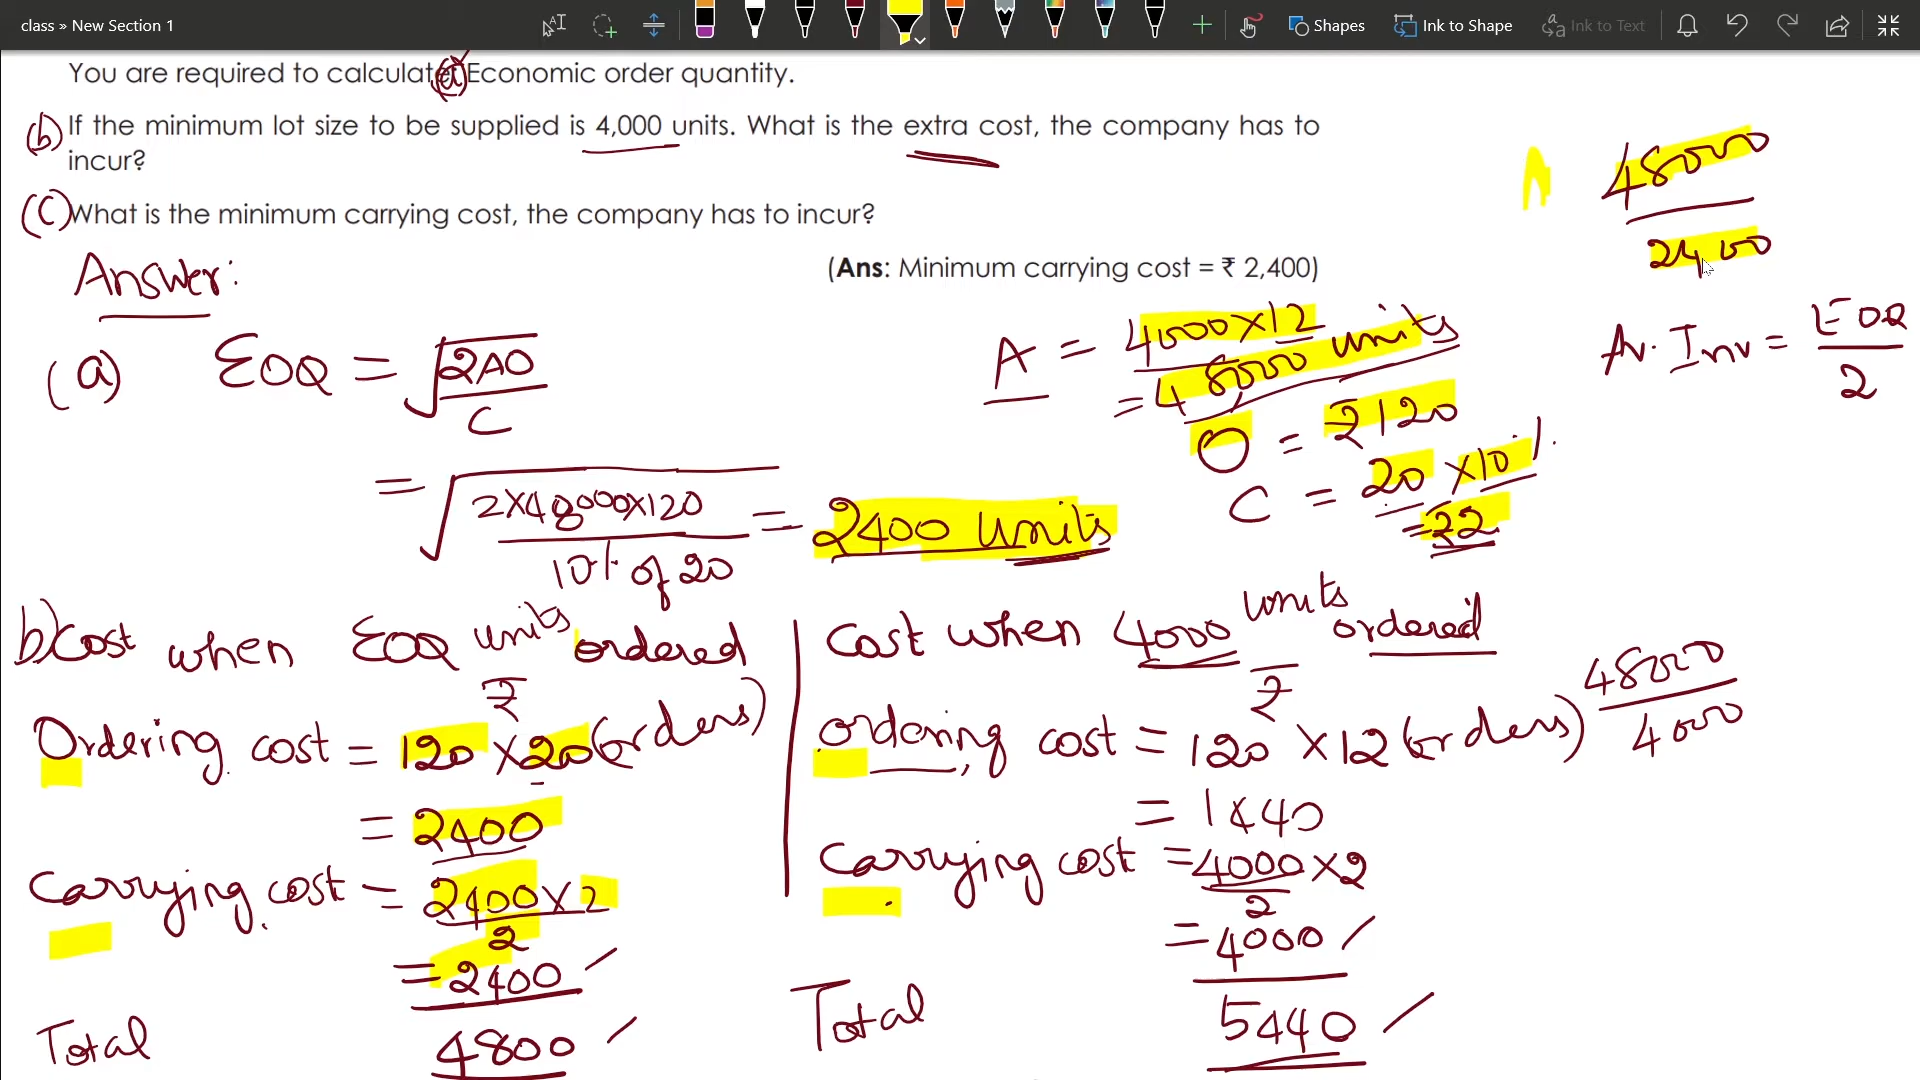 class » New Section 1
Shapes
Ink to Shape
Ink to Text
You are required to calculate (a) Economic order quantity.
(b) If the minimum lot size to be supplied is 4,000 units. What is the extra cost, the company has to
incur?
(C) What is the minimum carrying cost, the company has to incur?
(Ans: Minimum carrying cost = ₹ 2,400)
48000
2400
Av. Inv = EOQ
2
Answer:
(a) EOQ = √2AO
C
A = 4000×12
= 48000 units
O = ₹120
C = 20 × 10%
= ₹2
= √2×48000×120 = 2400 units
10% of 20
b) Cost when EOQ units ordered
₹
Ordering cost = 120 × 20 (orders)
= 2400
Carrying cost = 2400 × 2
2
= 2400
Total 4800
Cost when 4000 units ordered
₹
ordering cost = 120 × 12 (orders) 48000
4000
= 1440
Carrying cost = 4000 × 2
2
= 4000
Total 5440